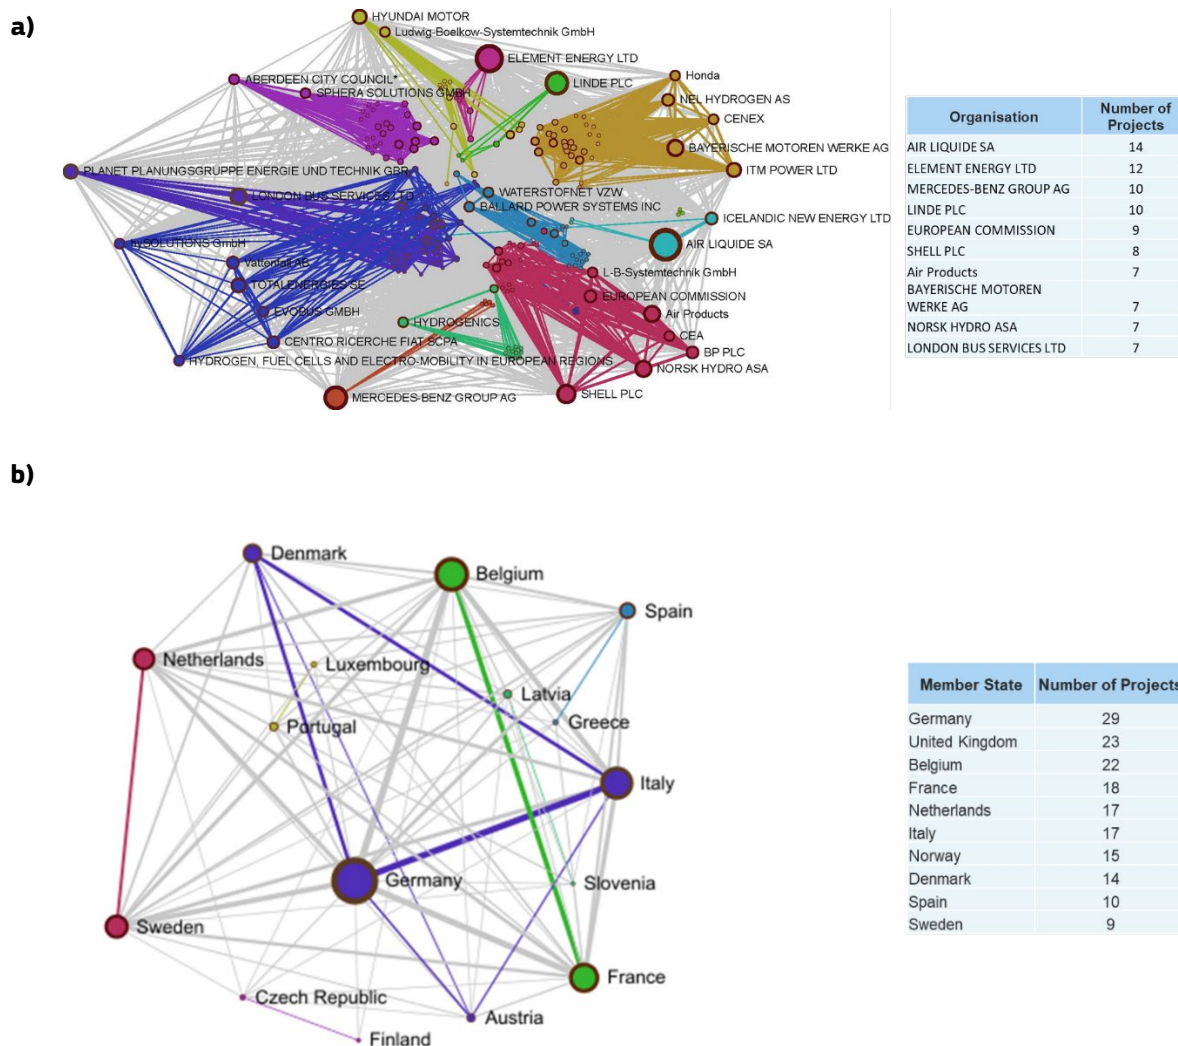 a)
HYUNDAI MOTOR
Ludwig-Boelkow-Systemtechnik GmbH
ELEMENT ENERGY LTD
ABERDEEN CITY COUNCIL*
SPHERA SOLUTIONS GMBH
LINDE PLC
Honda
NEL HYDROGEN AS
CENEX
BAYERISCHE MOTOREN WERKE AG
ITM POWER LTD
PLANET PLANUNGSGRUPPE ENERGIE UND TECHNIK GBR
LONDON BUS SERVICES LTD
WATERSTOFNET VZW
BALLARD POWER SYSTEMS INC
ICELANDIC NEW ENERGY LTD
hySOLUTIONS GmbH
AIR LIQUIDE SA
Vattenfall AB
L-B-Systemtechnik GmbH
TOTALENERGIES SE
EUROPEAN COMMISSION
EVOBUS GMBH
HYDROGENICS
Air Products
CENTRO RICERCHE FIAT SCPA
CEA
HYDROGEN, FUEL CELLS AND ELECTRO-MOBILITY IN EUROPEAN REGIONS
BP PLC
NORSK HYDRO ASA
MERCEDES-BENZ GROUP AG
SHELL PLC
Organisation Number of Projects
AIR LIQUIDE SA 14
ELEMENT ENERGY LTD 12
MERCEDES-BENZ GROUP AG 10
LINDE PLC 10
EUROPEAN COMMISSION 9
SHELL PLC 8
Air Products 7
BAYERISCHE MOTOREN
WERKE AG 7
NORSK HYDRO ASA 7
LONDON BUS SERVICES LTD 7
b)
Denmark
Belgium
Spain
Netherlands
Luxembourg
Latvia
Greece
Portugal
Italy
Germany
Slovenia
Sweden
France
Czech Republic
Austria
Finland
Member State Number of Projects
Germany 29
United Kingdom 23
Belgium 22
France 18
Netherlands 17
Italy 17
Norway 15
Denmark 14
Spain 10
Sweden 9